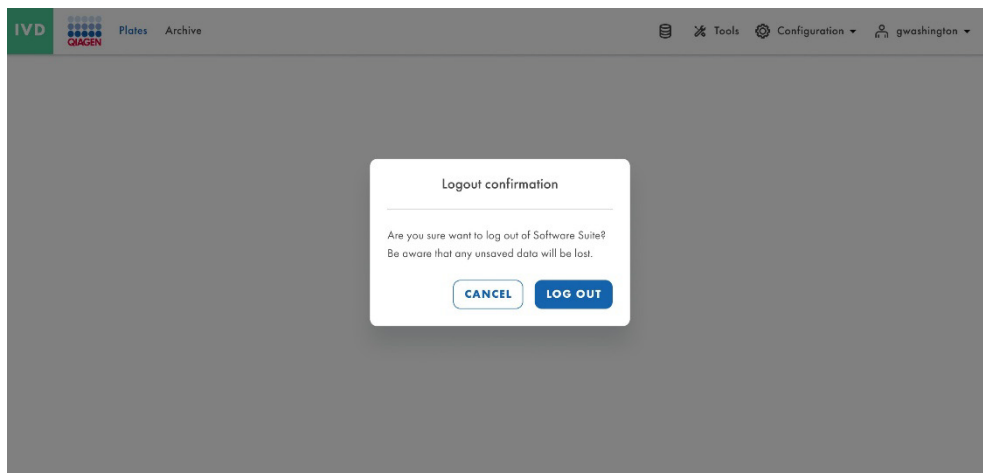 IVD
QIAGEN
Plates Archive
Tools Configuration gwashington
Logout confirmation
Are you sure want to log out of Software Suite?
Be aware that any unsaved data will be lost.
CANCEL LOG OUT